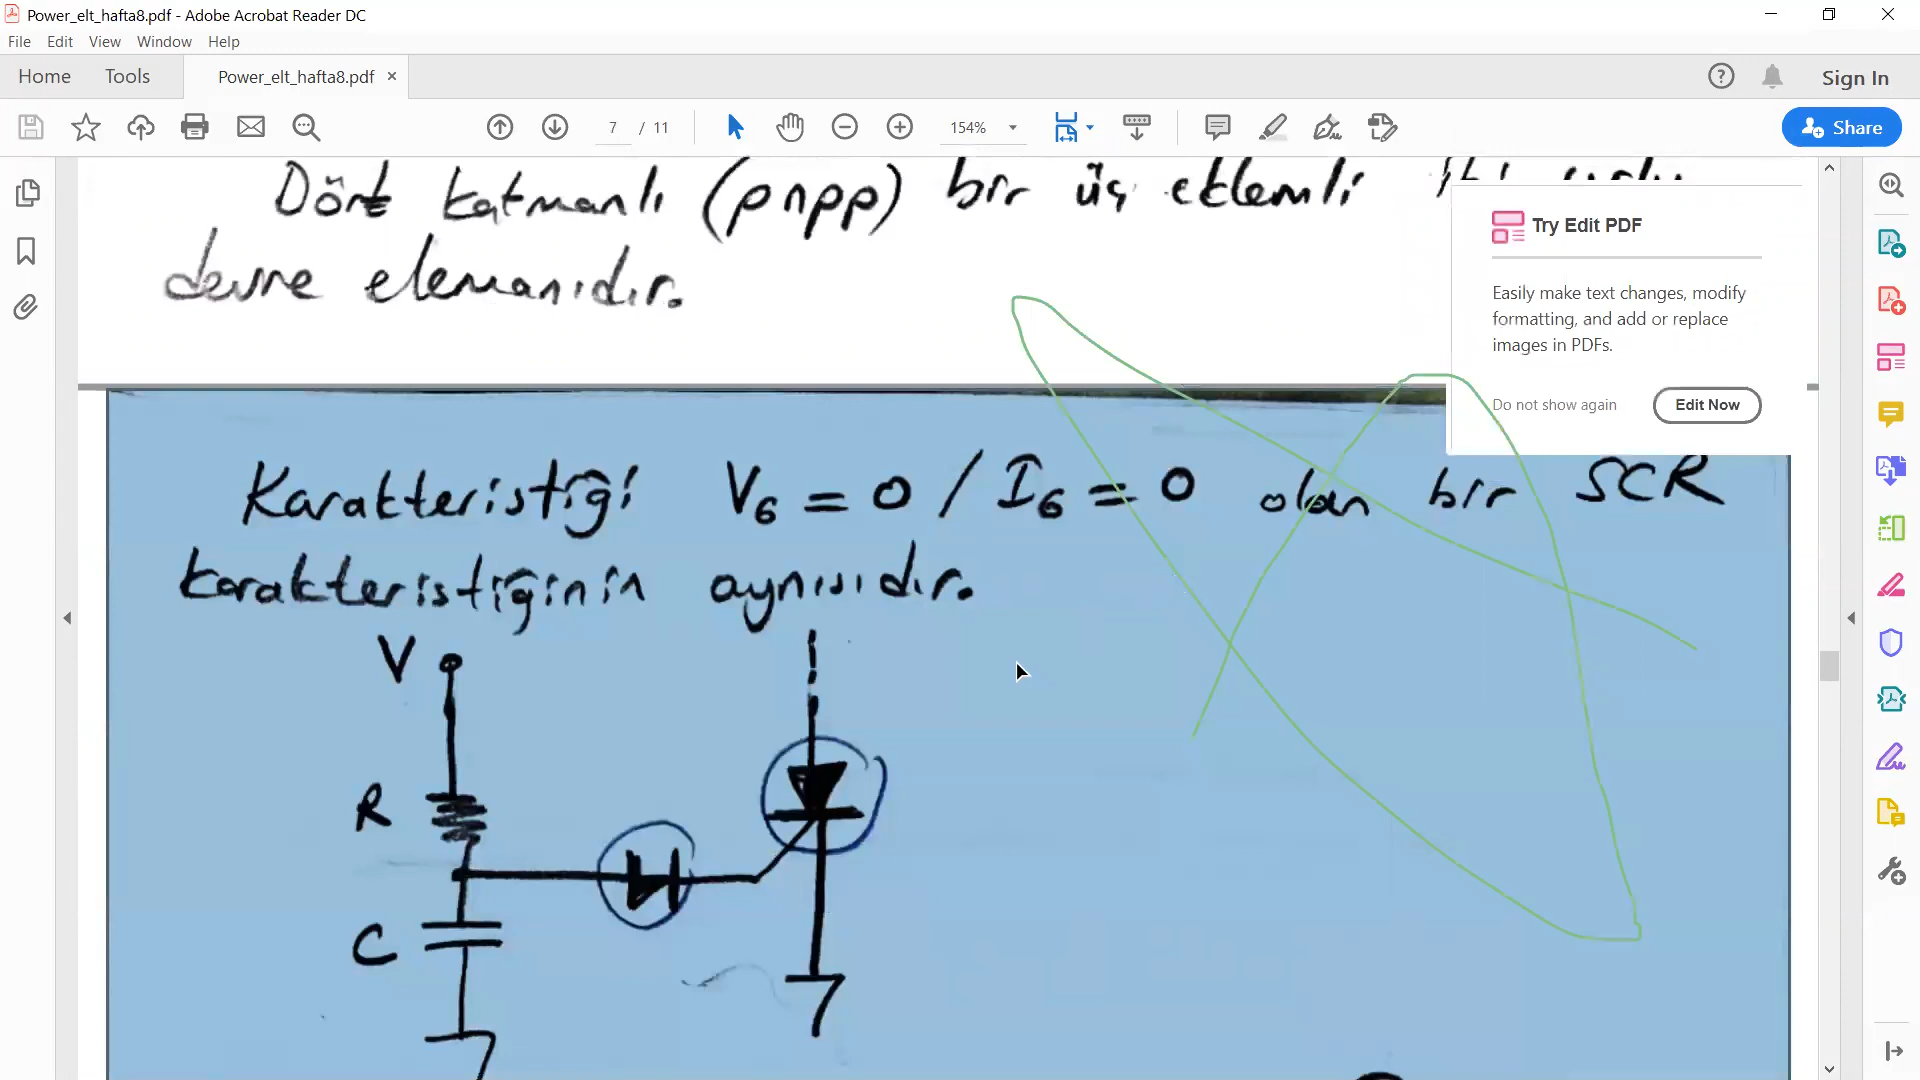 Power_elt_hafta8.pdf - Adobe Acrobat Reader DC
File Edit View Window Help
Home Tools Power_elt_hafta8.pdf × Sign In
7 / 11 154% Share
Dört katmanlı (pnpp) bir üç eklemli
devre elemanıdır.
Try Edit PDF
Easily make text changes, modify
formatting, and add or replace
images in PDFs.
Do not show again Edit Now
Karakteristiği V6 = 0 / I6 = 0 olan bir SCR
karakteristiğinin aynısıdır.
V
R
C